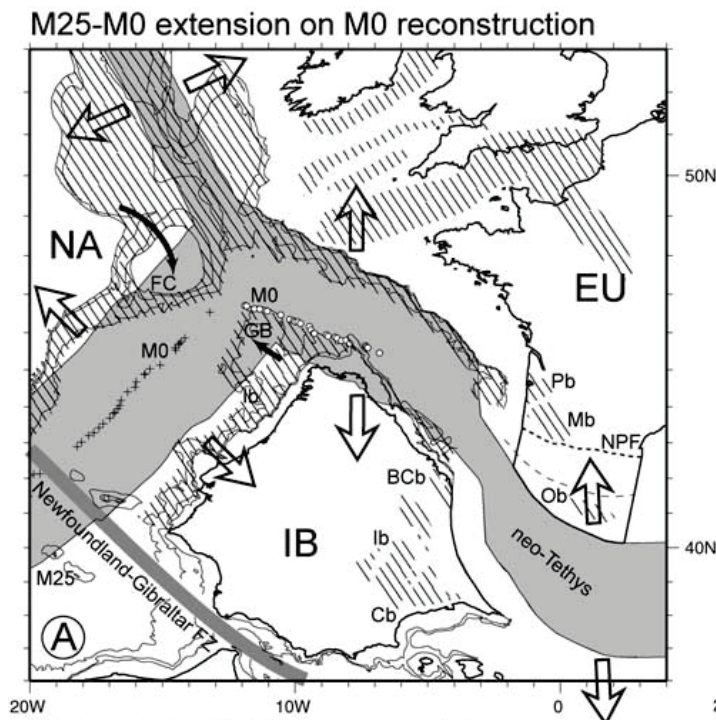 M25-M0 extension on M0 reconstruction
50N
NA
FC
M0
EU
GB
M0
Pb
Ib
Mb
NPF
BCb
Ob
Ib
IB
neo-Tethys
40N
Newfoundland-Gibraltar FZ
M25
Cb
A
20W
10W
0
2